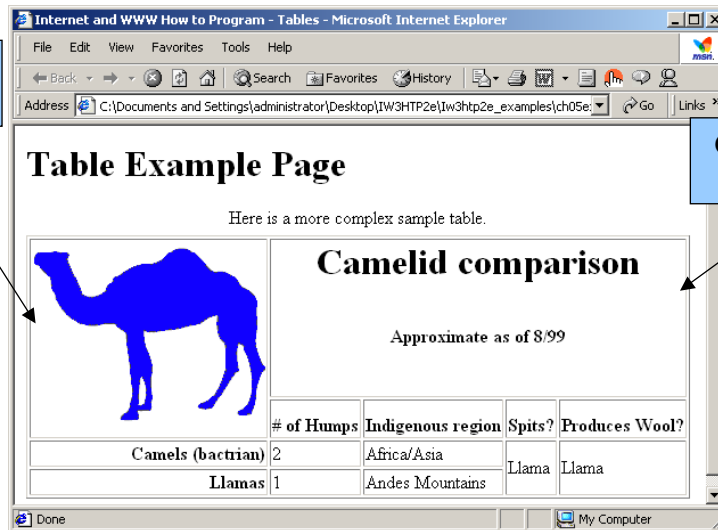 Internet and WWW How to Program - Tables - Microsoft Internet Explorer
File Edit View Favorites Tools Help
msn.
Back Search Favorites History
Address C:\Documents and Settings\administrator\Desktop\IW3HTP2e\Iw3htp2e_examples\ch05e: Go Links
Table Example Page
Here is a more complex sample table.
Camelid comparison
Approximate as of 8/99
# of Humps Indigenous region Spits? Produces Wool?
Camels (bactrian) 2 Africa/Asia Llama Llama
Llamas 1 Andes Mountains
Done My Computer